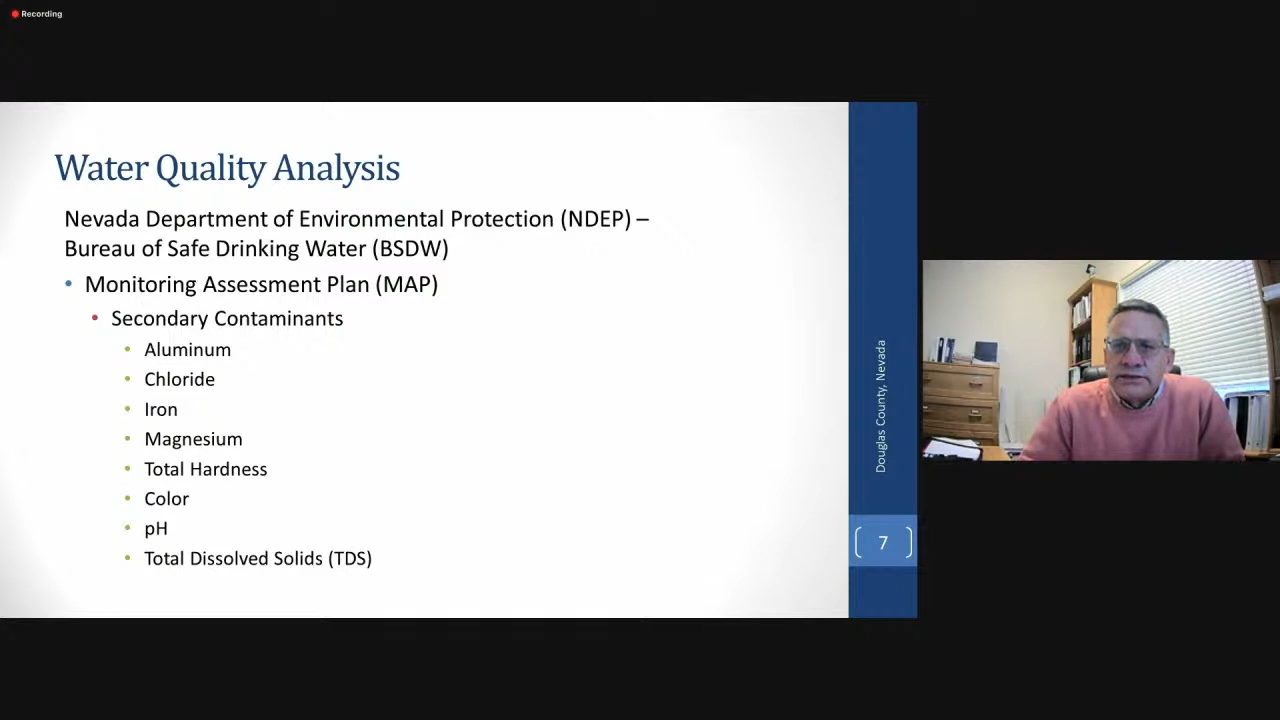 Recording
Water Quality Analysis
Nevada Department of Environmental Protection (NDEP) –
Bureau of Safe Drinking Water (BSDW)
• Monitoring Assessment Plan (MAP)
• Secondary Contaminants
• Aluminum
• Chloride
• Iron
• Magnesium
• Total Hardness
• Color
• pH
• Total Dissolved Solids (TDS)
Douglas County, Nevada
7